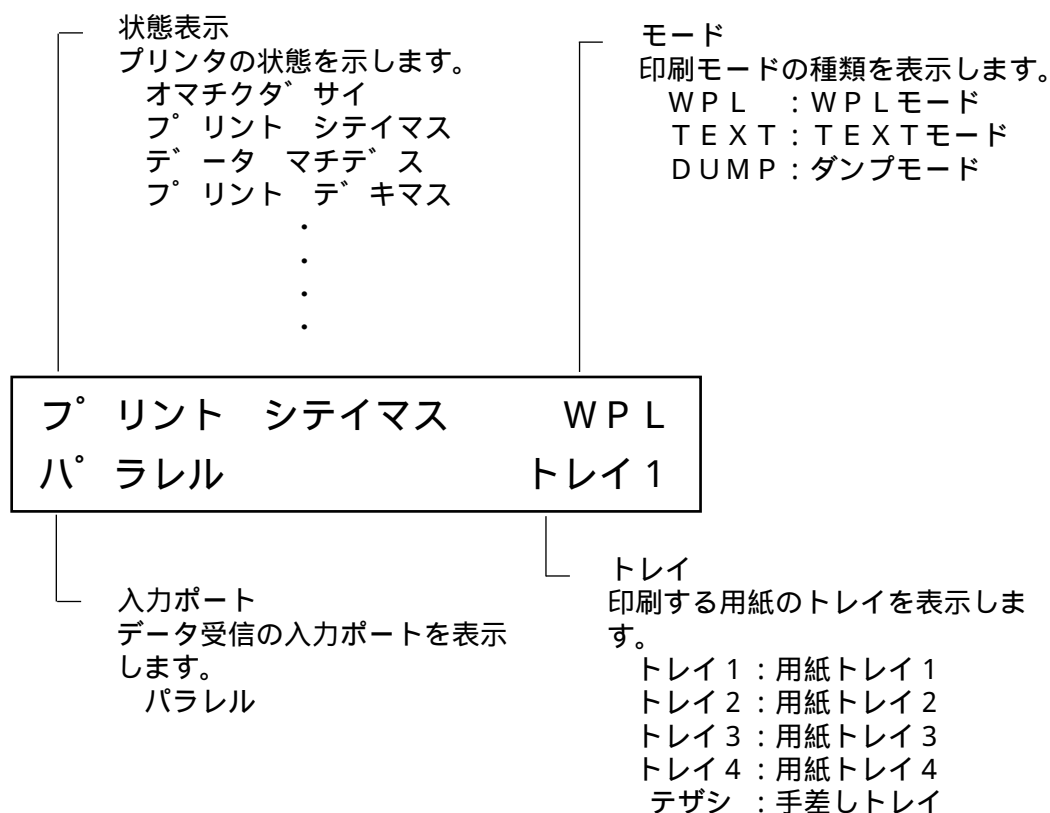 状態表示
プリンタの状態を示します。
オマチクダ゛サイ
プ゜リント　シテイマス
デ゛ータ　マチデ゛ス
プ゜リント　デ゛キマス
・
・
・
・
モード
印刷モードの種類を表示します。
ＷＰＬ　：ＷＰＬモード
ＴＥＸＴ：ＴＥＸＴモード
ＤＵＭＰ：ダンプモード
フ゜リント　シテイマス　　ＷＰＬ
ハ゜ラレル　　トレイ１
入力ポート
データ受信の入力ポートを表示
します。
パラレル
トレイ
印刷する用紙のトレイを表示しま
す。
トレイ１：用紙トレイ１
トレイ２：用紙トレイ２
トレイ３：用紙トレイ３
トレイ４：用紙トレイ４
テザシ　：手差しトレイ